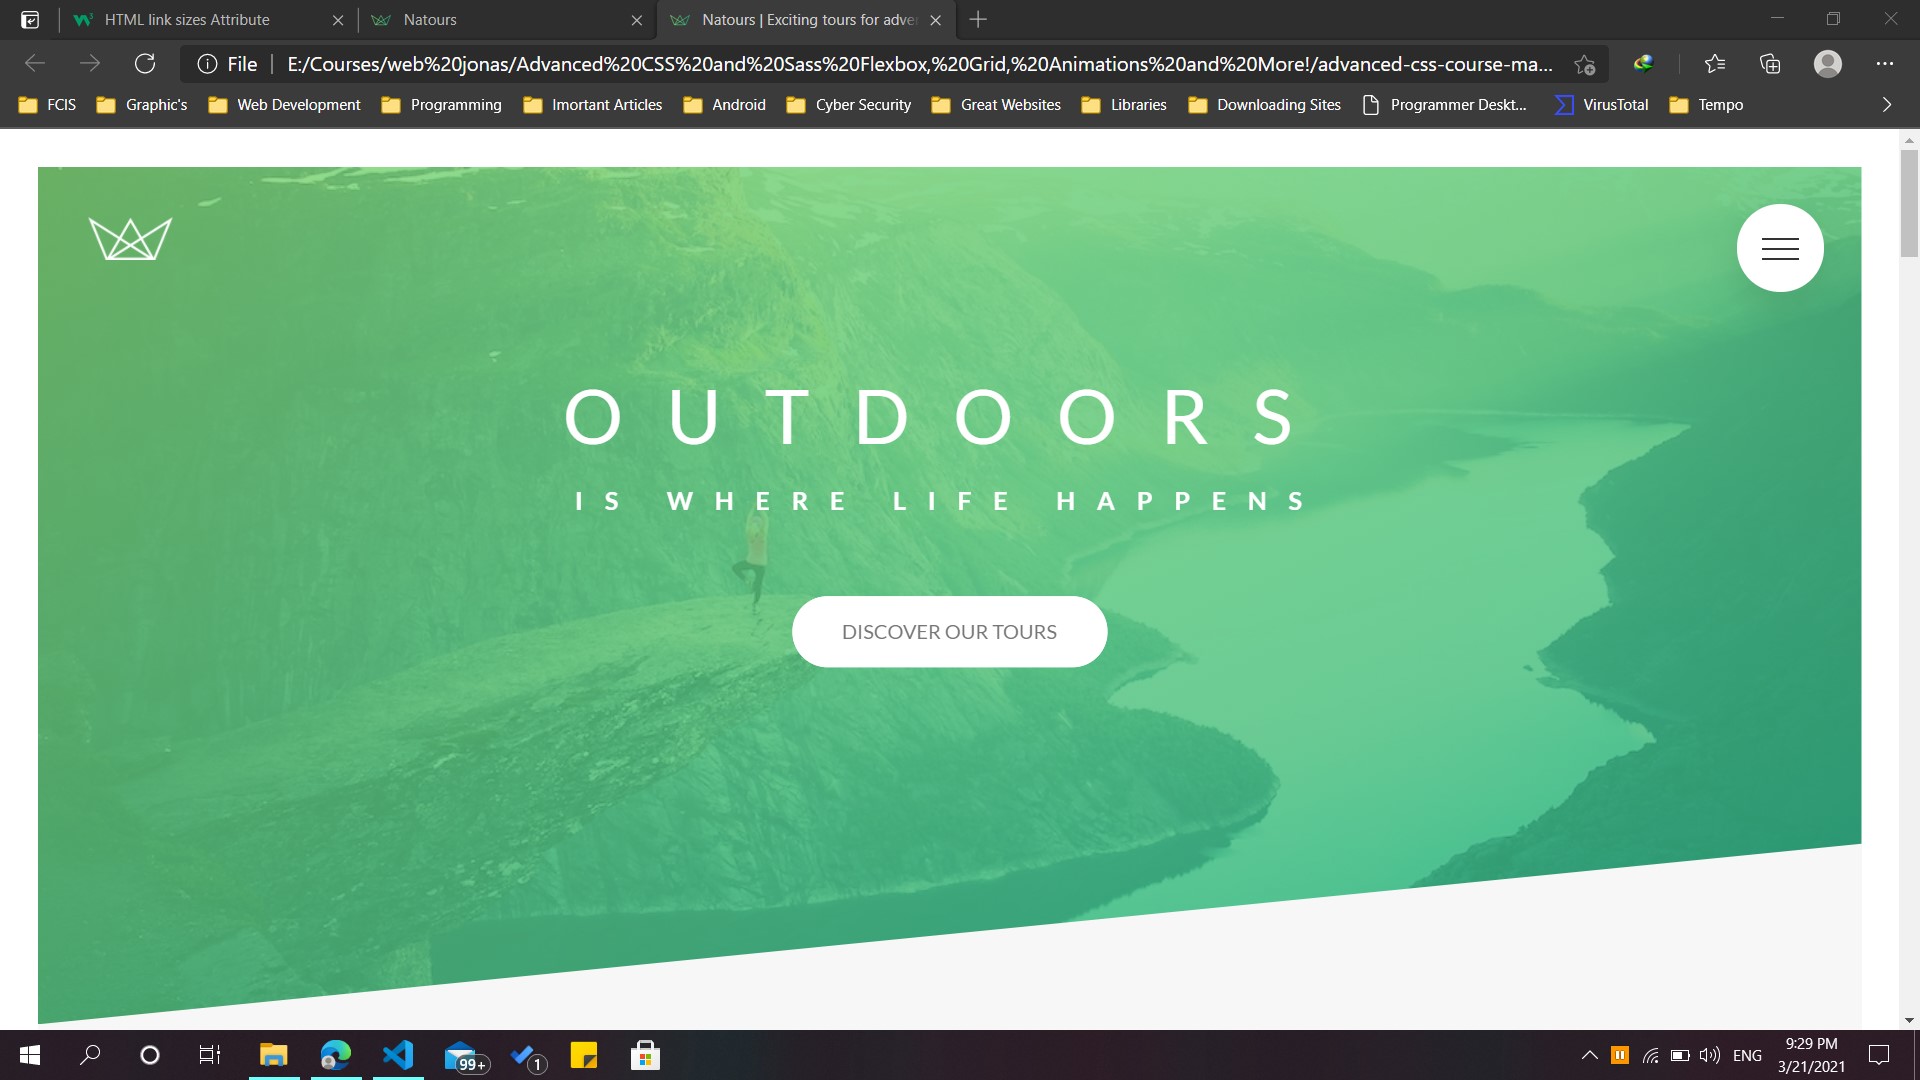 HTML link sizes Attribute
Natours
Natours | Exciting tours for adve
File
E:/Courses/web%20jonas/Advanced%20CSS%20and%20Sass%20Flexbox,%20Grid,%20Animations%20and%20More!/advanced-css-course-ma...
FCIS
Graphic's
Web Development
Programming
Imortant Articles
Android
Cyber Security
Great Websites
Libraries
Downloading Sites
Programmer Deskt...
VirusTotal
Tempo
OUTDOORS
IS WHERE LIFE HAPPENS
DISCOVER OUR TOURS
99+
1
ENG
9:29 PM
3/21/2021